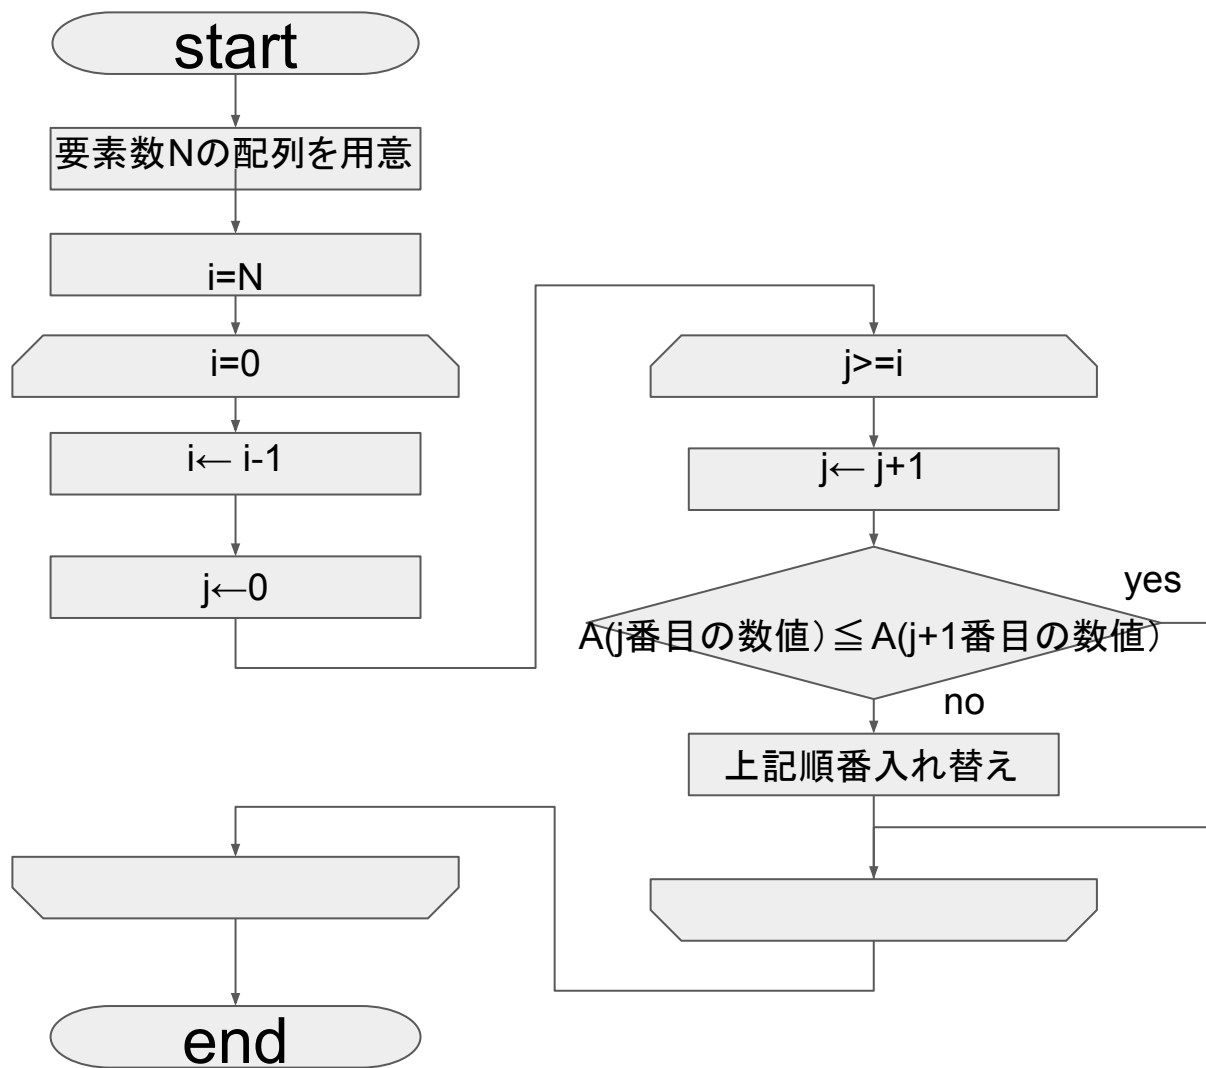 start
要素数Nの配列を用意
i=N
i=0
i← i-1
j←0
j>=i
j← j+1
A(j番目の数値）≦A(j+1番目の数値）
yes
no
上記順番入れ替え
end